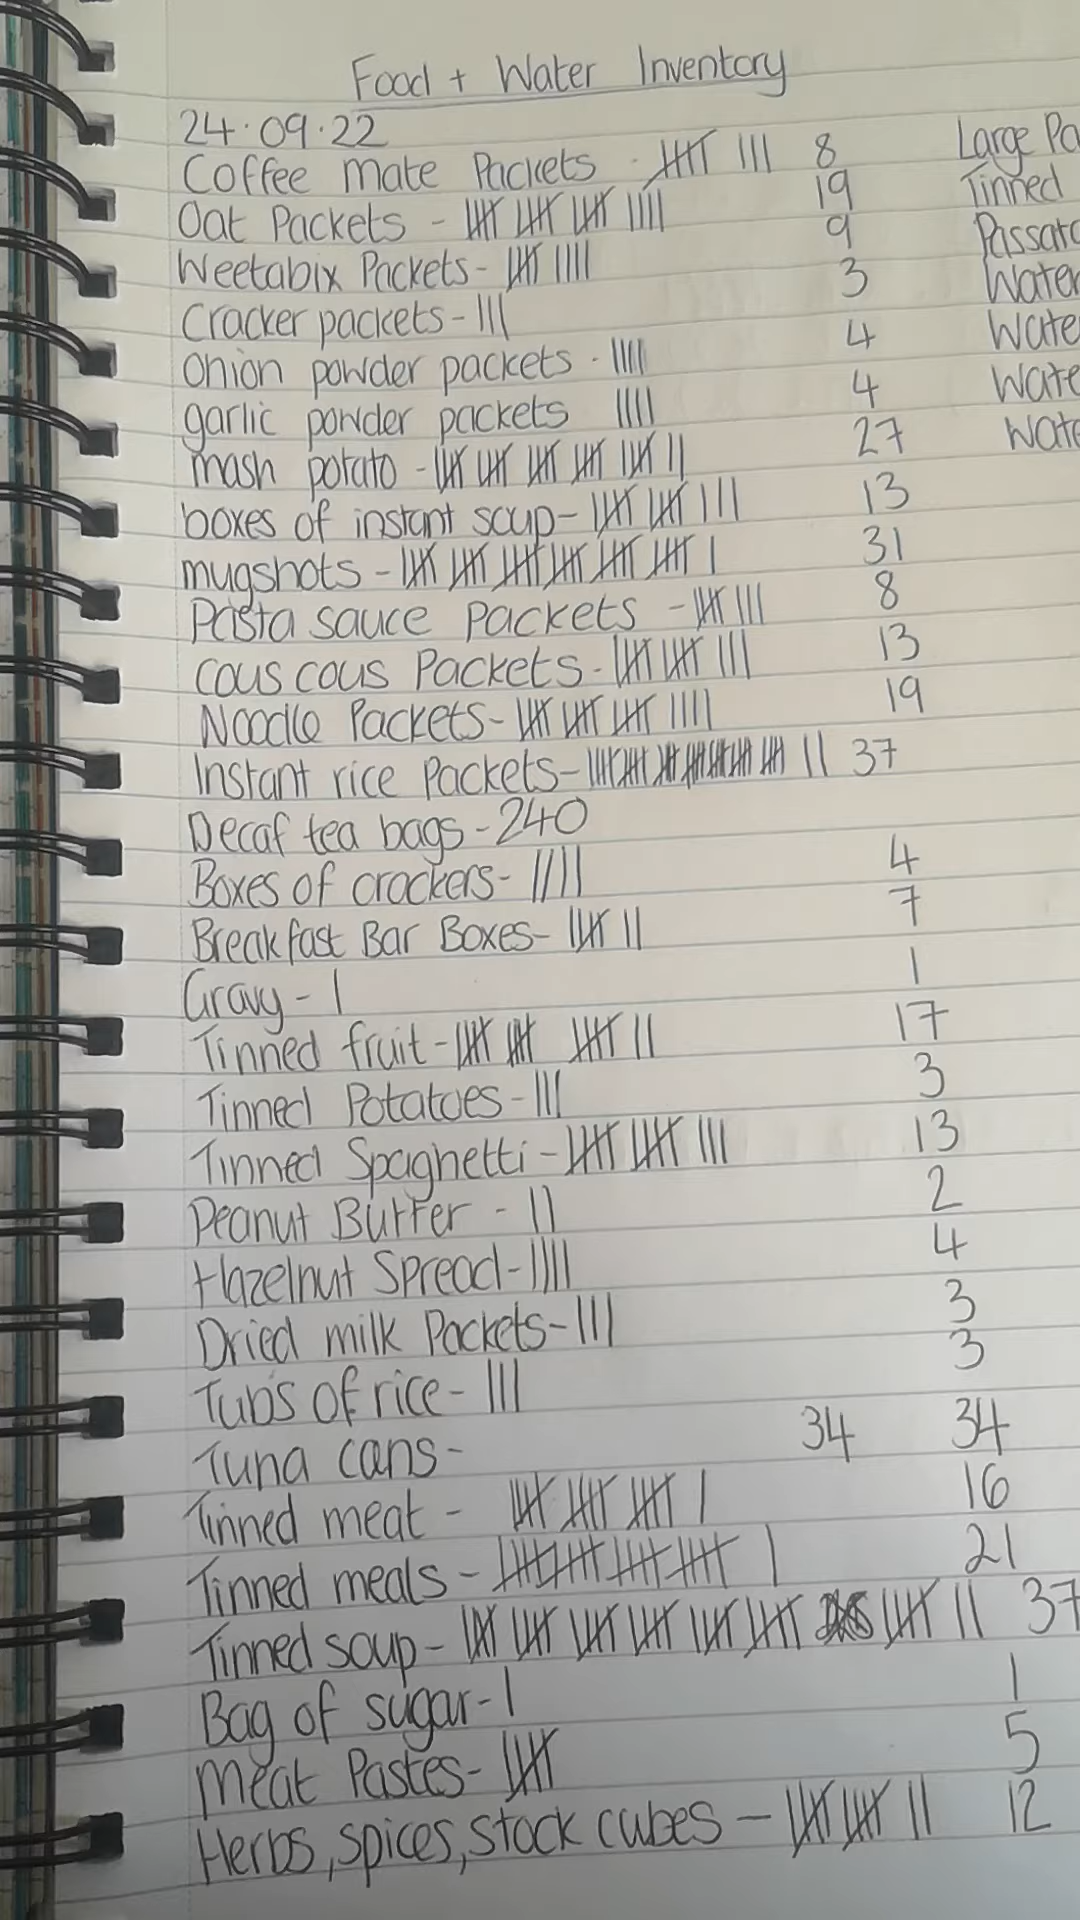 Food + Water Inventory
24.09.22
Coffee mate Packets - |||| ||| 8
Oat Packets - |||| |||| |||| |||| 19
Weetabix Packets - |||| |||| 9
Cracker packets - ||| 3
onion powder packets - |||| 4
garlic powder packets |||| 4
mash potato - |||| |||| |||| |||| |||| || 27
boxes of instant soup - |||| |||| ||| 13
mugshots - |||| |||| |||| |||| |||| |||| | 31
Pasta sauce Packets - |||| ||| 8
cous cous Packets - |||| |||| ||| 13
Noodle Packets - |||| |||| |||| |||| 19
Instant rice Packets - |||| |||| |||| |||| |||| |||| |||| || 37
Decaf tea bags - 240
Boxes of crackers - |||| 4
Breakfast Bar Boxes - |||| || 7
Gravy - | 1
Tinned fruit - |||| |||| |||| || 17
Tinned Potatoes - ||| 3
Tinned Spaghetti - |||| |||| ||| 13
Peanut Butter - || 2
Hazelnut Spread - |||| 4
Dried milk Packets - ||| 3
Tubs of rice - ||| 3
Tuna cans - 34 34
Tinned meat - |||| |||| |||| | 16
Tinned meals - |||| |||| |||| |||| | 21
Tinned soup - |||| |||| |||| |||| |||| |||| |||| || 37
Bag of sugar - | 1
Meat Pastes - |||| 5
Herbs, spices, stock cubes - |||| |||| || 12
Large Pa
Tinned
Passat
Water
Wate
Wate
Wate